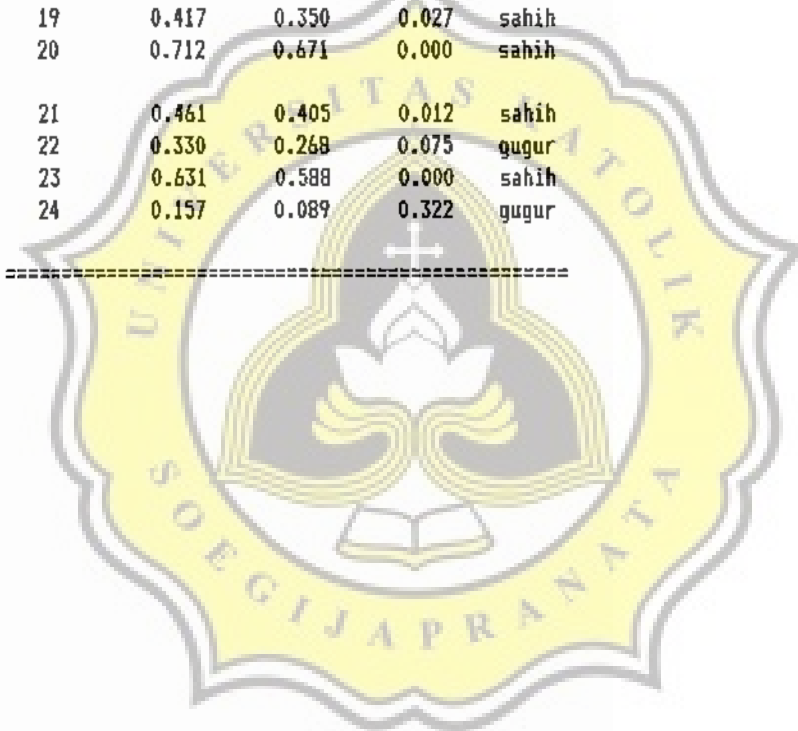 19 0.417 0.350 0.027 sahih
20 0.712 0.671 0.000 sahih
21 0.461 0.405 0.012 sahih
22 0.330 0.268 0.075 gugur
23 0.631 0.588 0.000 sahih
24 0.157 0.089 0.322 gugur
==================================================
UNIVERSITAS KATOLIK
SOEGIJAPRANATA